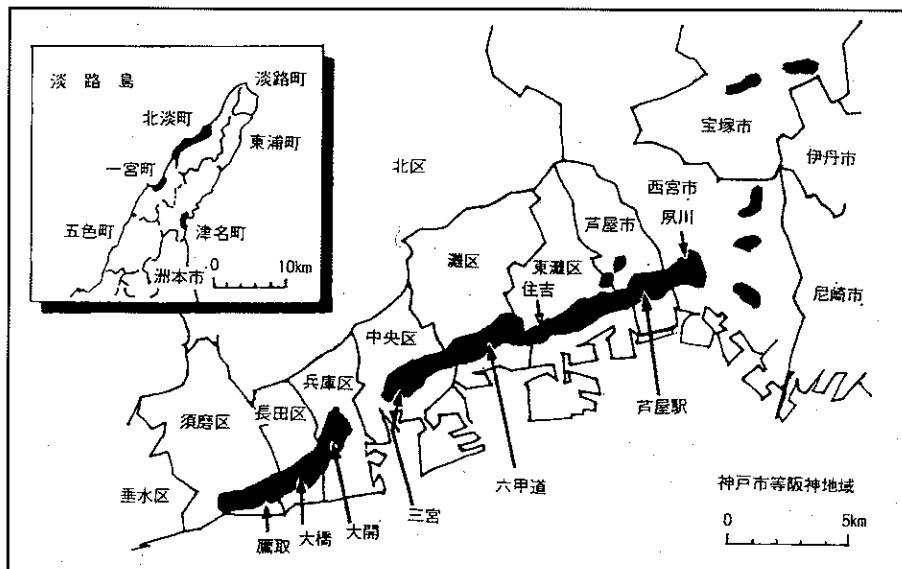 淡路島
淡路町
北淡町
東浦町
一宮町
五色町
津名町
洲本市
0 10km
北区
宝塚市
伊丹市
西宮市
夙川
芦屋市
灘区
東灘区
住吉
尼崎市
中央区
兵庫区
長田区
須磨区
芦屋駅
六甲道
垂水区
三宮
大開
大橋
鷹取
神戸市等阪神地域
0 5km